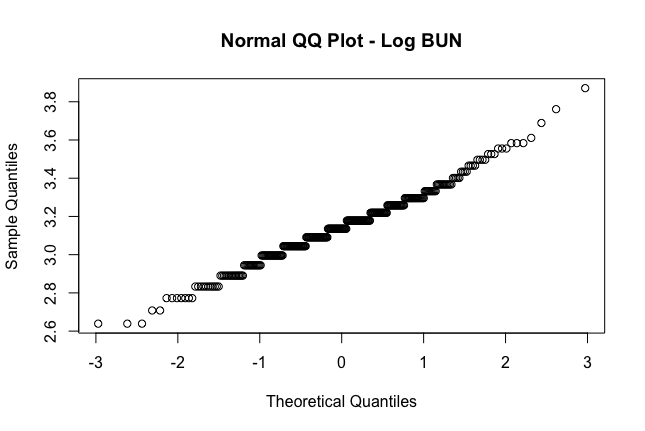 Normal QQ Plot - Log BUN
Sample Quantiles
3.8
3.6
3.4
3.2
3.0
2.8
2.6
-3 -2 -1 0 1 2 3
Theoretical Quantiles